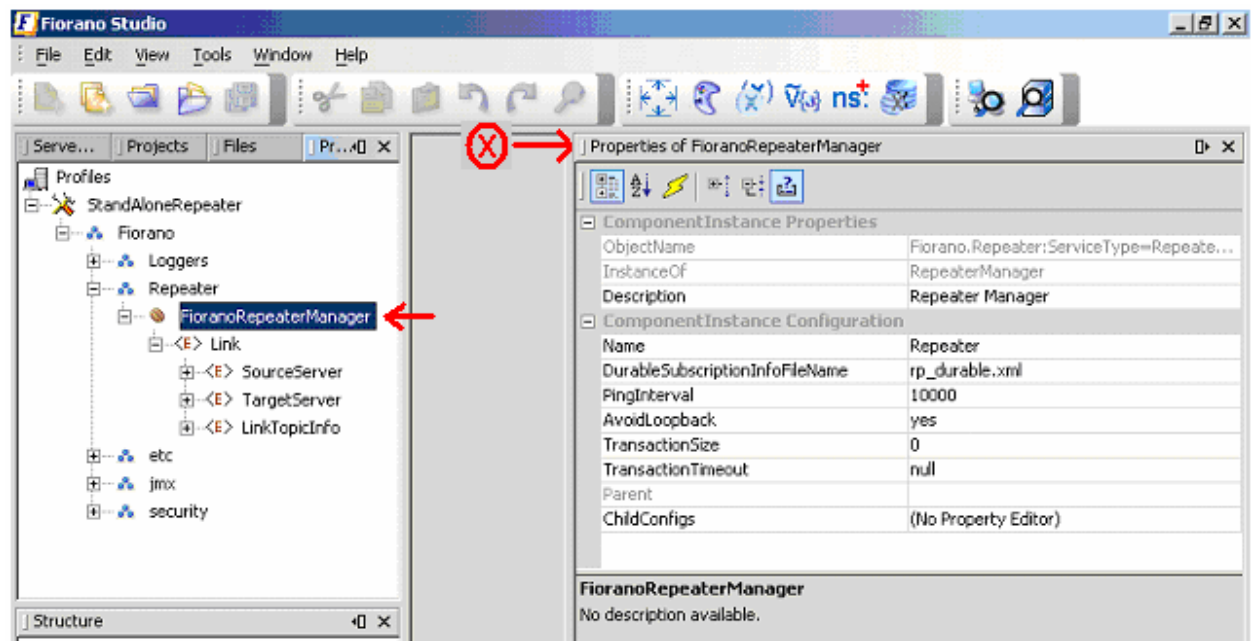 Fiorano Studio
File Edit View Tools Window Help
ns:
Serve... Projects Files Pr...
X
Properties of FioranoRepeaterManager
Profiles
StandAloneRepeater
Fiorano
Loggers
Repeater
FioranoRepeaterManager
<E> Link
<E> SourceServer
<E> TargetServer
<E> LinkTopicInfo
etc
jmx
security
Structure
ComponentInstance Properties
ObjectName Fiorano.Repeater:ServiceType=Repeate...
InstanceOf RepeaterManager
Description Repeater Manager
ComponentInstance Configuration
Name Repeater
DurableSubscriptionInfoFileName rp_durable.xml
PingInterval 10000
AvoidLoopback yes
TransactionSize 0
TransactionTimeout null
Parent
ChildConfigs (No Property Editor)
FioranoRepeaterManager
No description available.